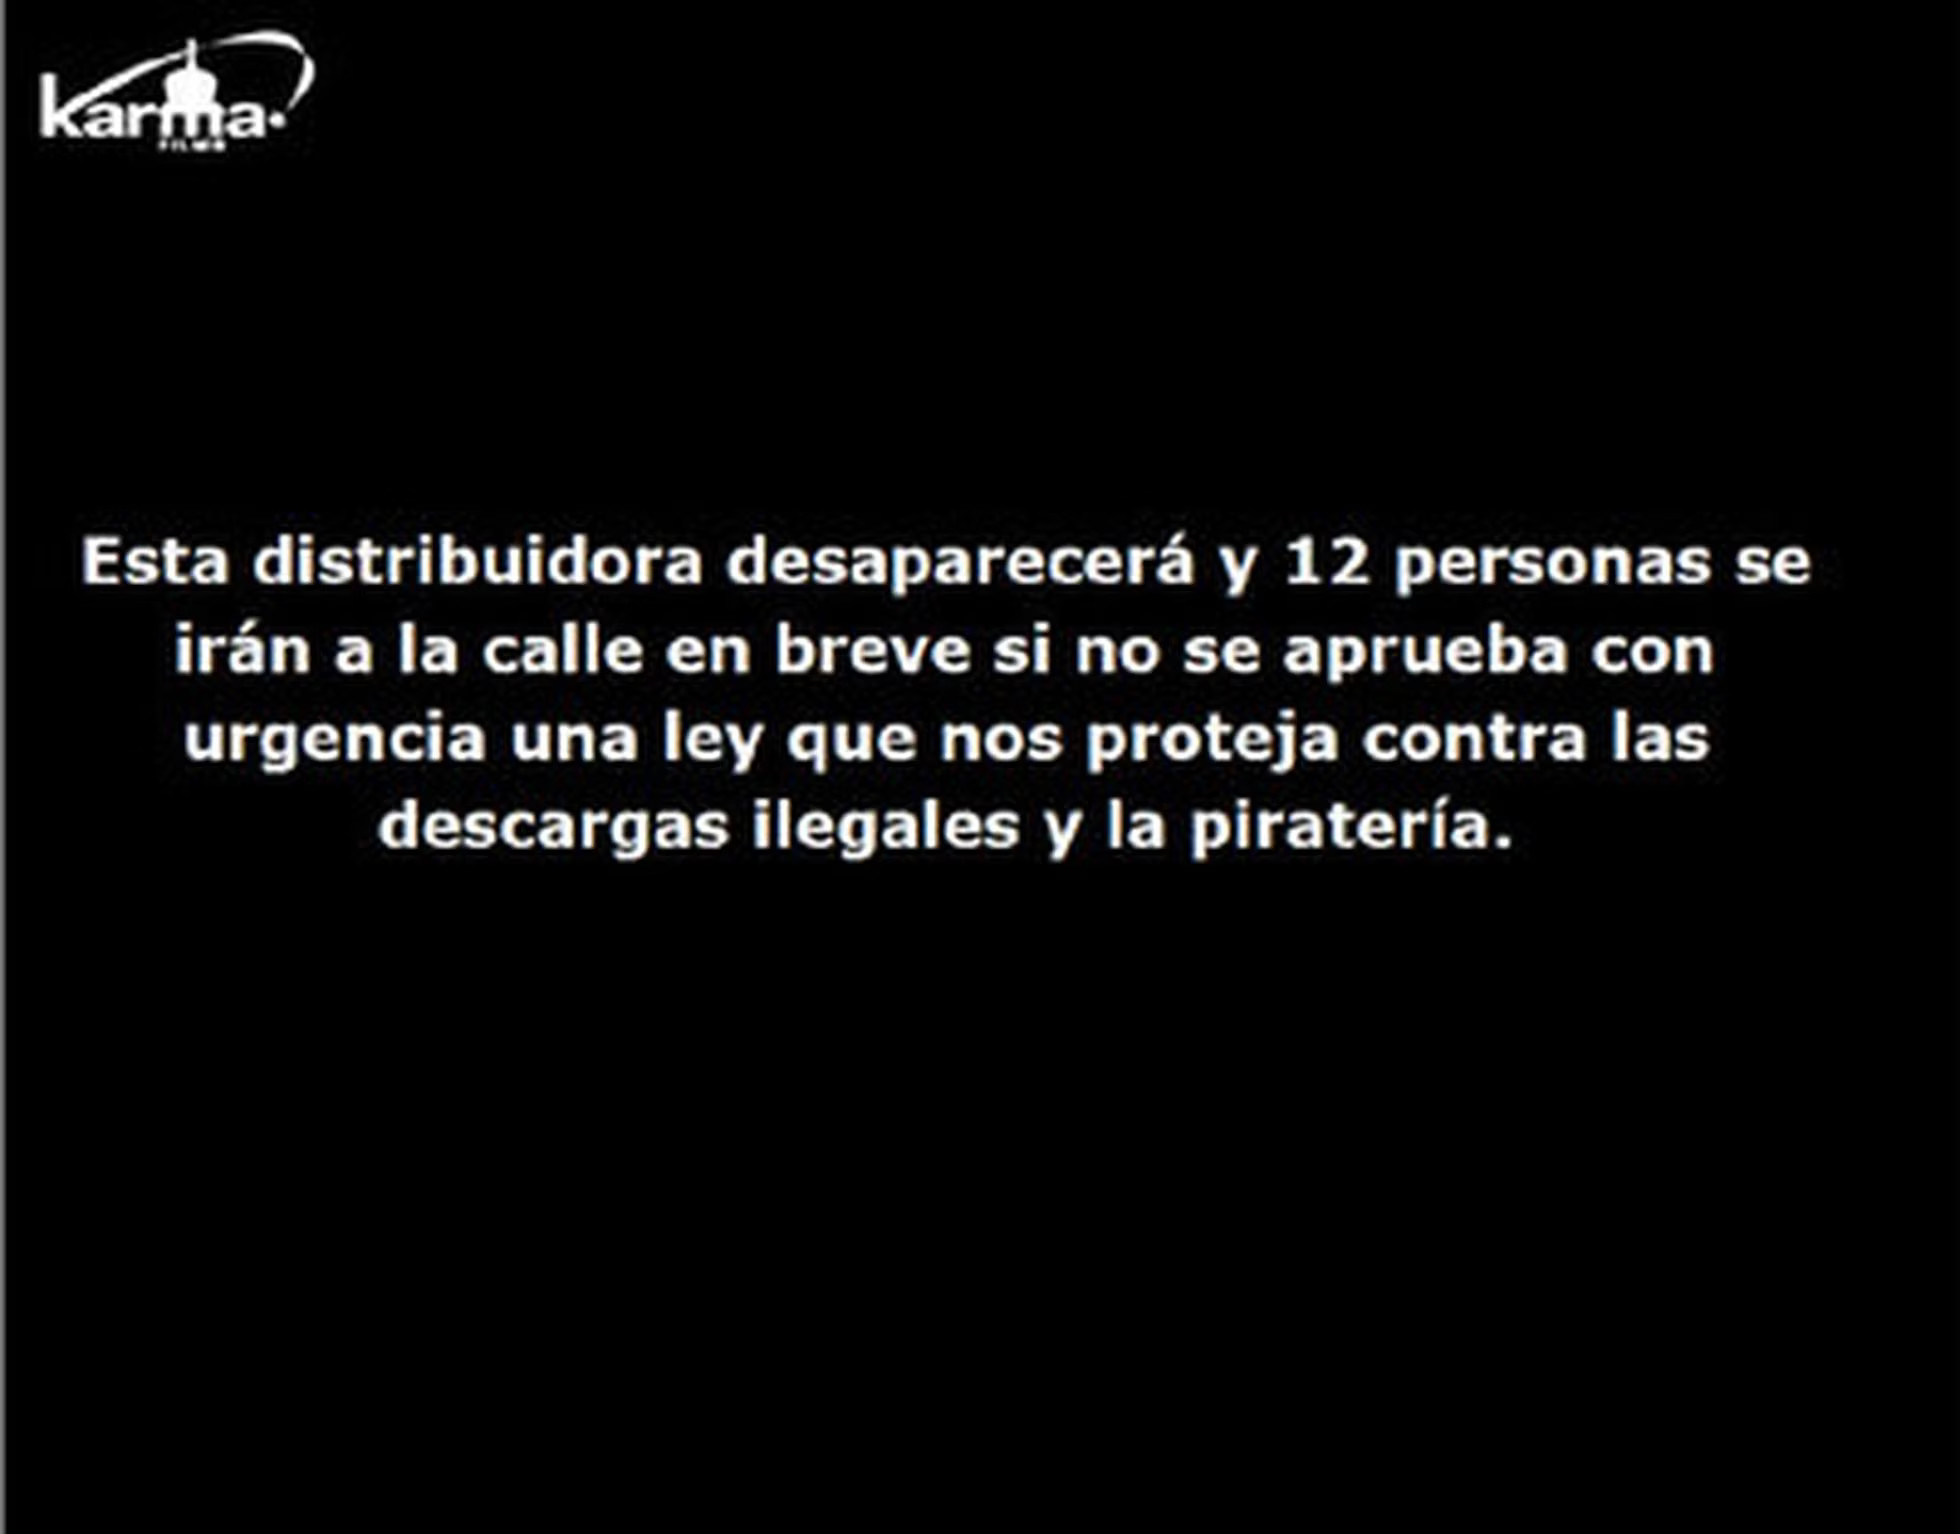 karma.
FILMS
Esta distribuidora desaparecerá y 12 personas se
irán a la calle en breve si no se aprueba con
urgencia una ley que nos proteja contra las
descargas ilegales y la piratería.